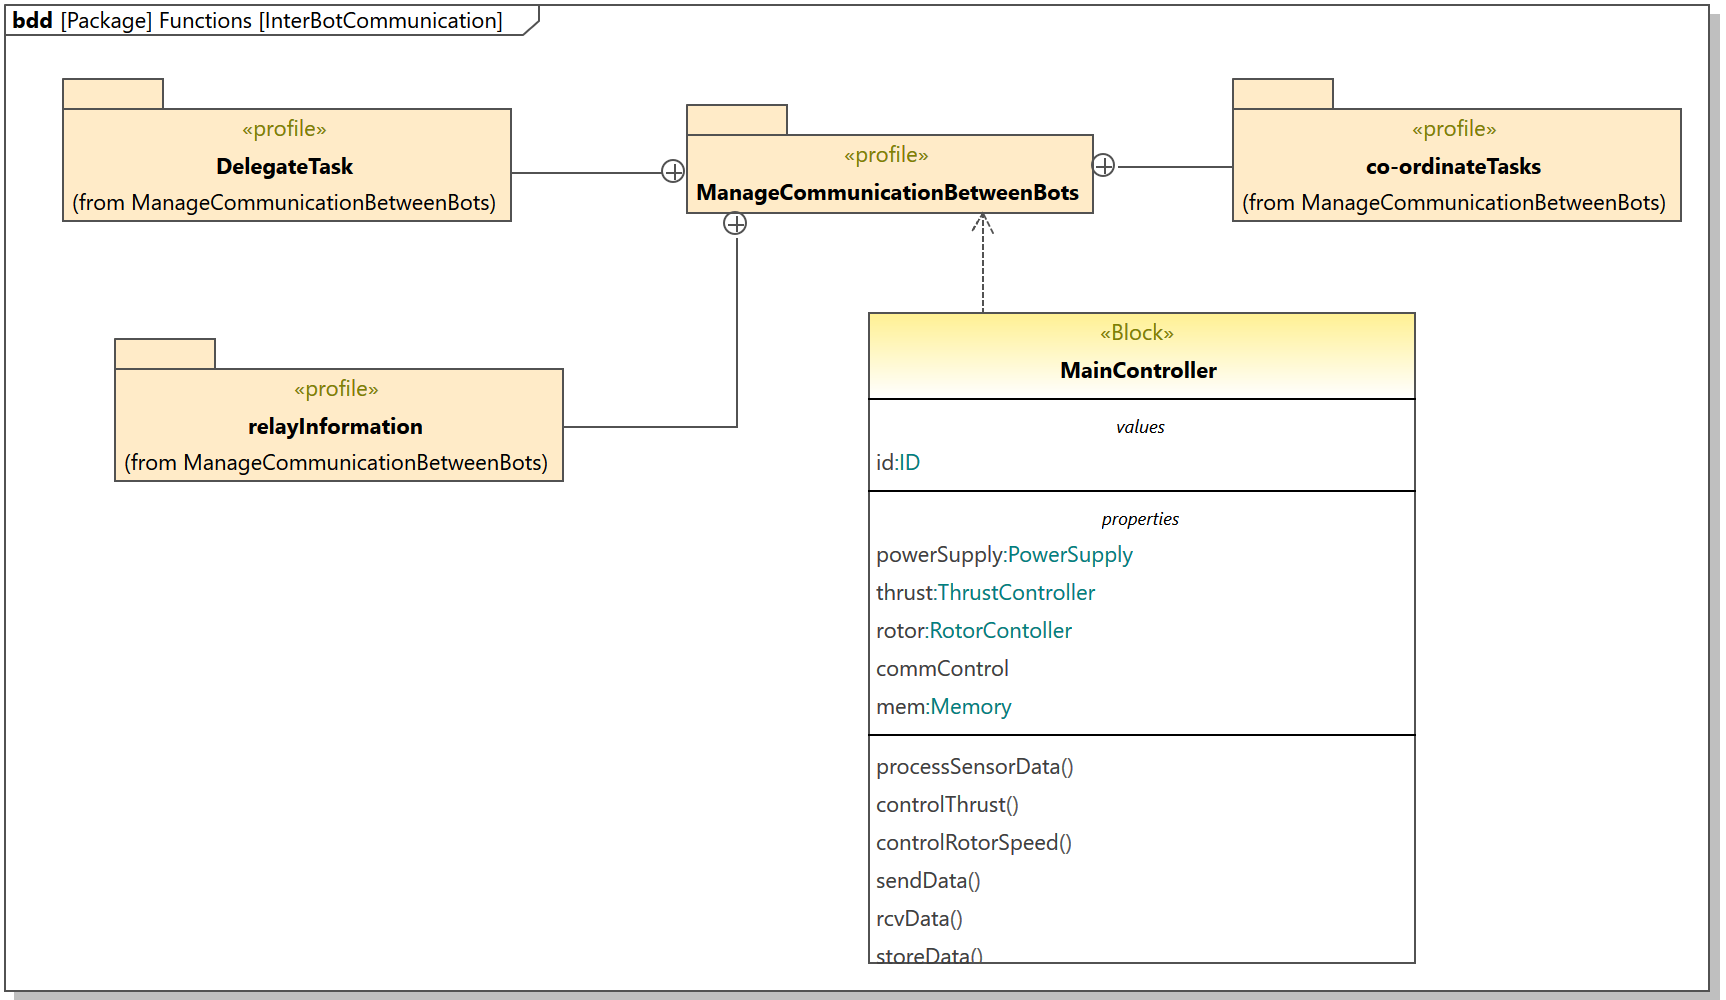 bdd [Package] Functions [InterBotCommunication]
«profile»
DelegateTask
(from ManageCommunicationBetweenBots)
«profile»
ManageCommunicationBetweenBots
«profile»
co-ordinateTasks
(from ManageCommunicationBetweenBots)
«profile»
relayInformation
(from ManageCommunicationBetweenBots)
«Block»
MainController
values
id:ID
properties
powerSupply:PowerSupply
thrust:ThrustController
rotor:RotorContoller
commControl
mem:Memory
processSensorData()
controlThrust()
controlRotorSpeed()
sendData()
rcvData()
storeData()